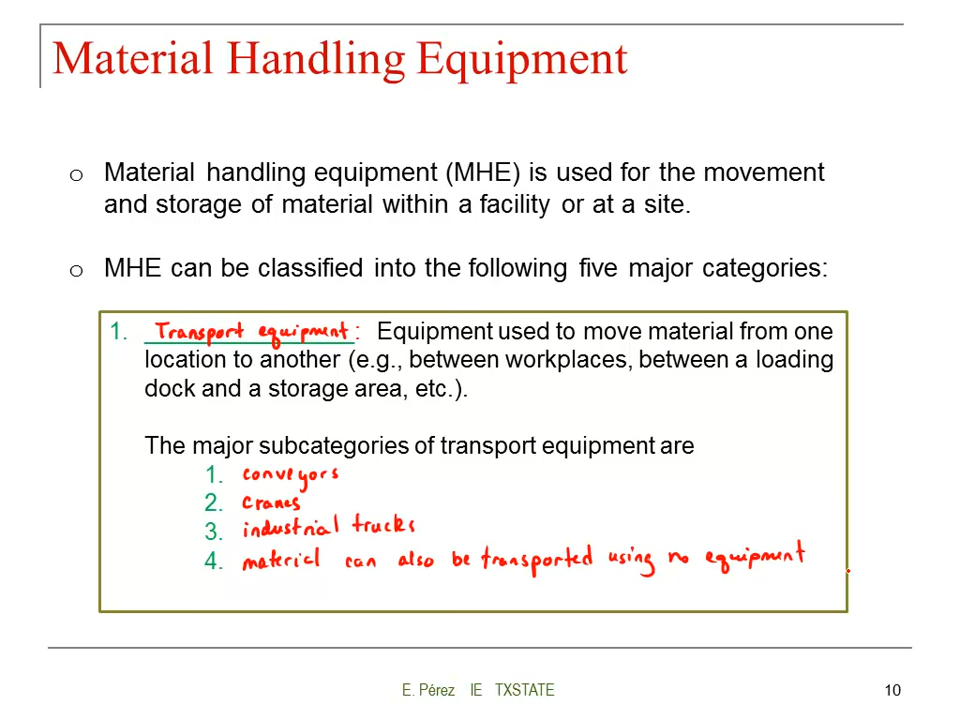 Material Handling Equipment
o Material handling equipment (MHE) is used for the movement
and storage of material within a facility or at a site.
o MHE can be classified into the following five major categories:
1. Transport equipment: Equipment used to move material from one
location to another (e.g., between workplaces, between a loading
dock and a storage area, etc.).
The major subcategories of transport equipment are
1. conveyors
2. cranes
3. industrial trucks
4. material can also be transported using no equipment
E. Pérez IE TXSTATE
10